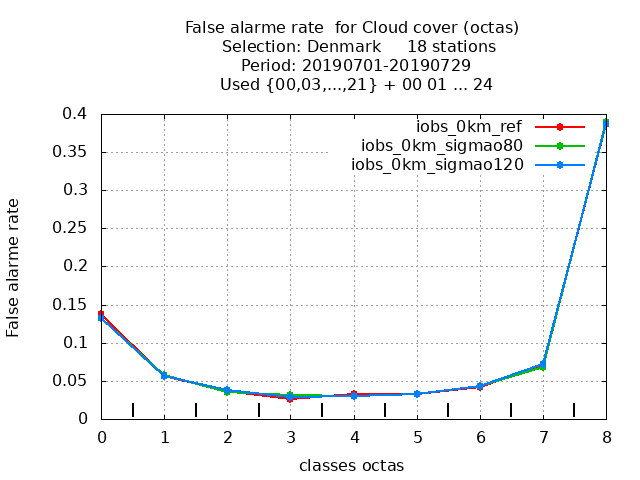 False alarme rate  for Cloud cover (octas)
Selection: Denmark     18 stations
Period: 20190701-20190729
Used {00,03,...,21} + 00 01 ... 24
0.4
0.35
0.3
0.25
0.2
0.15
0.1
0.05
0
False alarme rate
iobs_0km_ref
iobs_0km_sigmao80
iobs_0km_sigmao120
0 1 2 3 4 5 6 7 8
classes octas